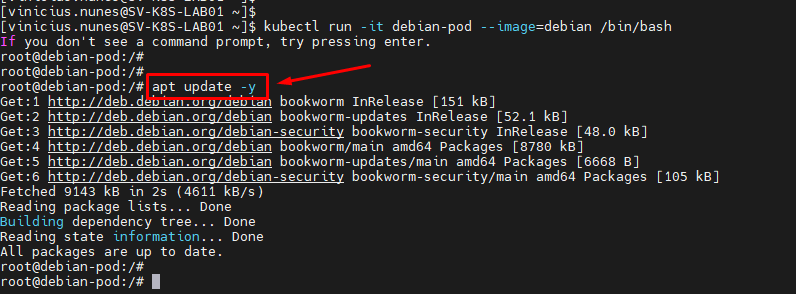 [vinicius.nunes@SV-K8S-LAB01 ~]$
[vinicius.nunes@SV-K8S-LAB01 ~]$
[vinicius.nunes@SV-K8S-LAB01 ~]$ kubectl run -it debian-pod --image=debian /bin/bash
If you don't see a command prompt, try pressing enter.
root@debian-pod:/#
root@debian-pod:/#
root@debian-pod:/# apt update -y
Get:1 http://deb.debian.org/debian bookworm InRelease [151 kB]
Get:2 http://deb.debian.org/debian bookworm-updates InRelease [52.1 kB]
Get:3 http://deb.debian.org/debian-security bookworm-security InRelease [48.0 kB]
Get:4 http://deb.debian.org/debian bookworm/main amd64 Packages [8780 kB]
Get:5 http://deb.debian.org/debian bookworm-updates/main amd64 Packages [6668 B]
Get:6 http://deb.debian.org/debian-security bookworm-security/main amd64 Packages [105 kB]
Fetched 9143 kB in 2s (4611 kB/s)
Reading package lists... Done
Building dependency tree... Done
Reading state information... Done
All packages are up to date.
root@debian-pod:/#
root@debian-pod:/#